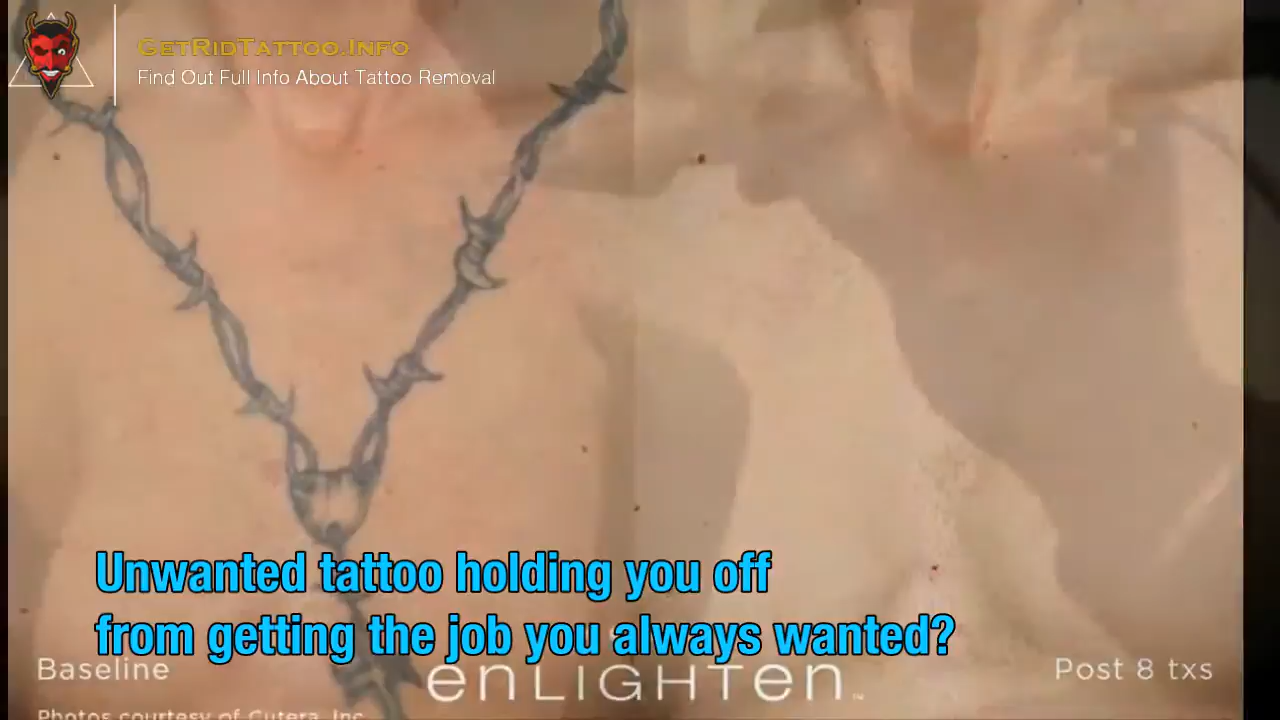 GetRidTattoo.Info
Find Out Full Info About Tattoo Removal
Unwanted tattoo holding you off
from getting the job you always wanted?
Baseline
enLIGHTen
Post 8 txs
Photos courtesy of Cutera, Inc